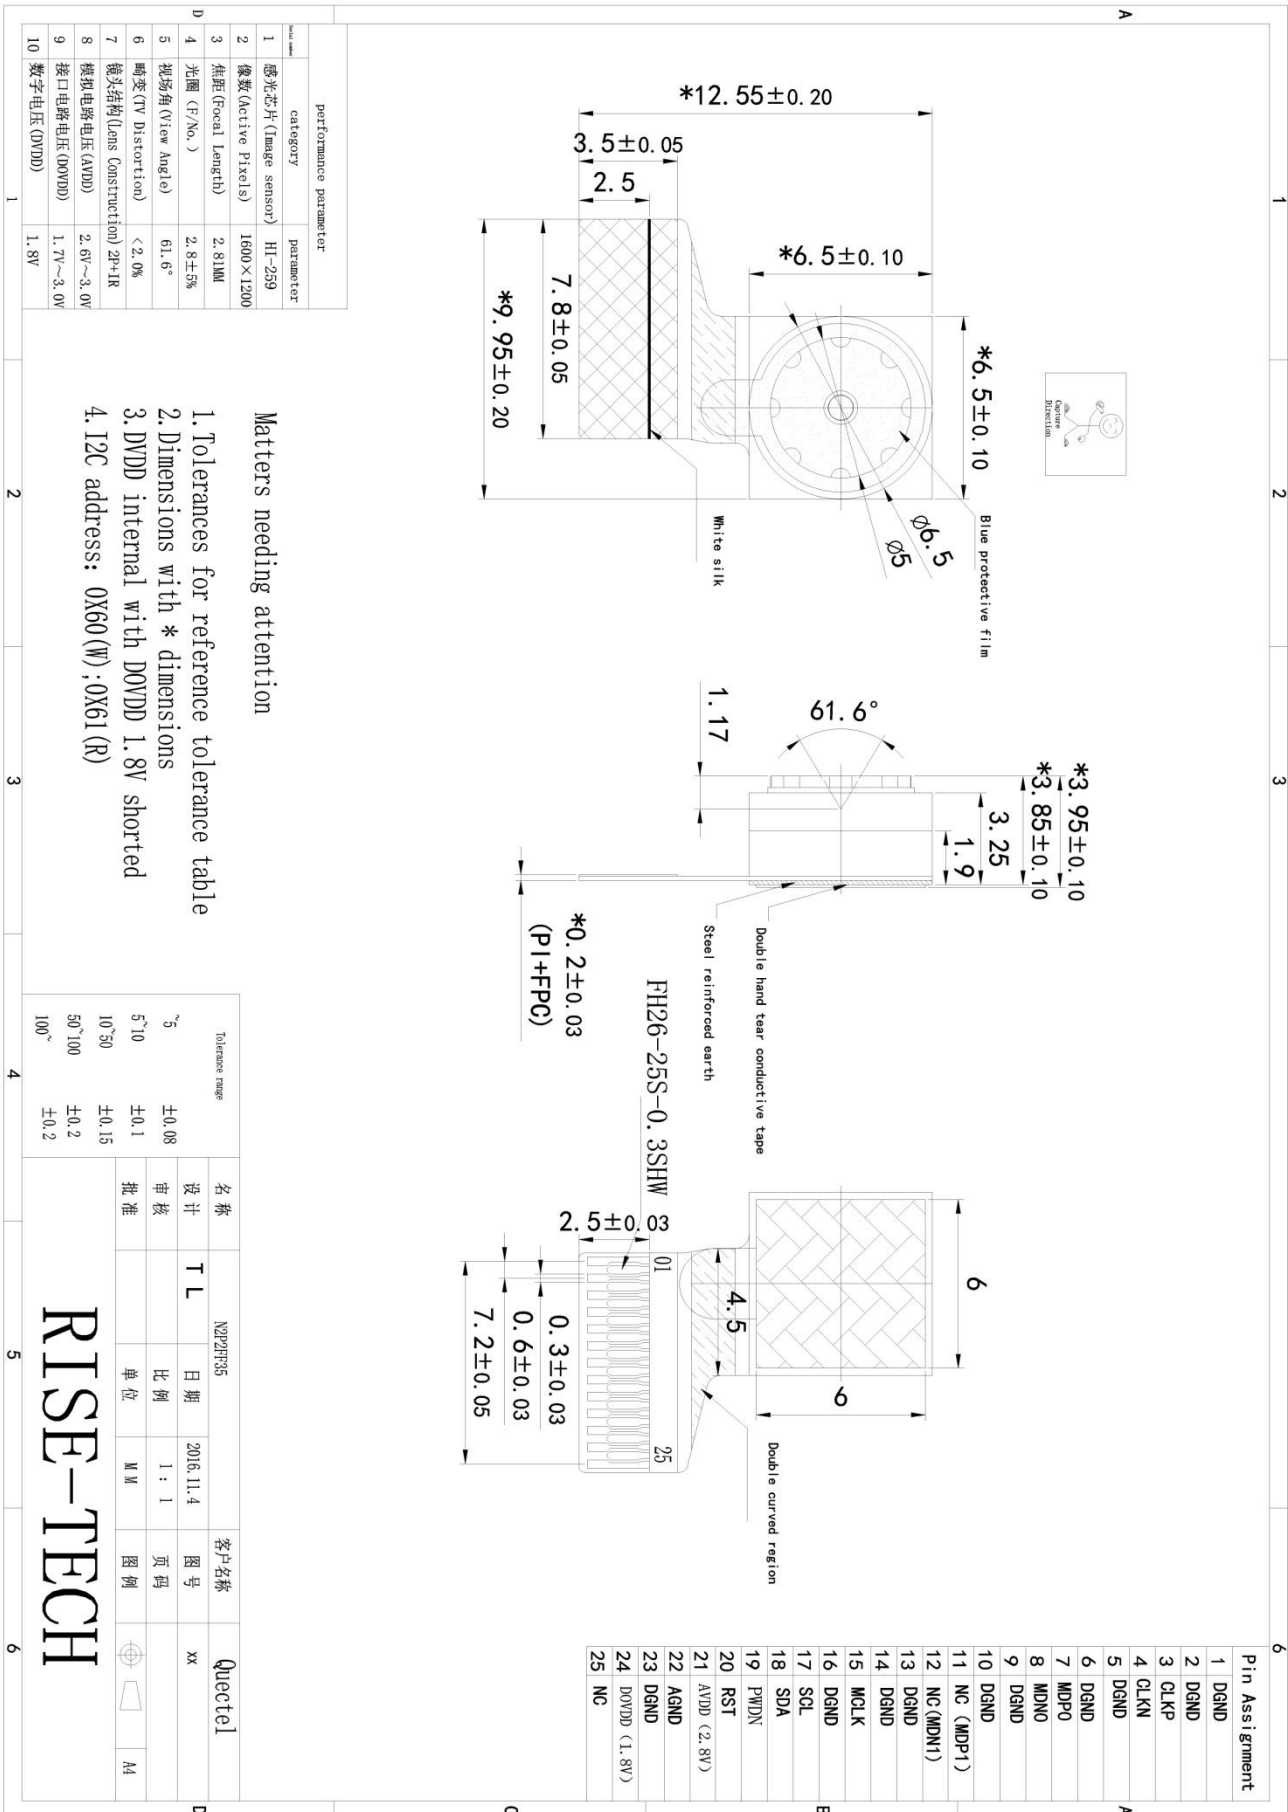 A
1
2
3
6
Pin Assignment
1 DGND
2 DGND
3 CLKP
4 CLKN
5 DGND
6 DGND
7 MDP0
8 MDN0
9 DGND
10 DGND
11 NC (MDP1)
12 NC(MDN1)
13 DGND
14 DGND
15 MCLK
16 DGND
17 SCL
18 SDA
19 PWDN
20 RST
21 AVDD (2.8V)
22 AGND
23 DGND
24 DOVDD (1.8V)
25 NC
Capture
Direction
*12.55±0.20
3.5±0.05
2.5
*6.5±0.10
*6.5±0.10
7.8±0.05
*9.95±0.20
Ø6.5
Ø5
Blue protective film
White silk
61.6°
1.17
*3.95±0.10
*3.85±0.10
3.25
1.9
*0.2±0.03
(PI+FPC)
Double hand tear conductive tape
Steel reinforced earth
FH26-25S-0.3SHW
2.5±0.03
01
25
0.3±0.03
0.6±0.03
7.2±0.05
4.5
6
6
Double curved region
performance parameter
category parameter
1 感光芯片(Image sensor) HI-259
2 像数(Active Pixels) 1600×1200
3 焦距(Focal Length) 2.81MM
4 光圈 (F/No.) 2.8±5%
5 视场角(View Angle) 61.6°
6 畸变(TV Distortion) <2.0%
7 镜头结构(Lens Construction) 2P+IR
8 模拟电路电压(AVDD) 2.6V～3.0V
9 接口电路电压(DOVDD) 1.7V～3.0V
10 数字电压(DVDD) 1.8V
Matters needing attention
1.Tolerances for reference tolerance table
2.Dimensions with * dimensions
3.DVDD internal with DOVDD 1.8V shorted
4.I2C address: 0X60(W);0X61(R)
Tolerance range
~5 ±0.08
5~10 ±0.1
10~50 ±0.15
50~100 ±0.2
100~ ±0.2
名称 N2P2FF35 客户名称 Quectel
设计 TL 日期 2016.11.4 图号 XX
审核 比例 1:1 页码
批准 单位 MM 图例 A4
RISE-TECH
D
1
2
3
4
5
6
A
B
C
D